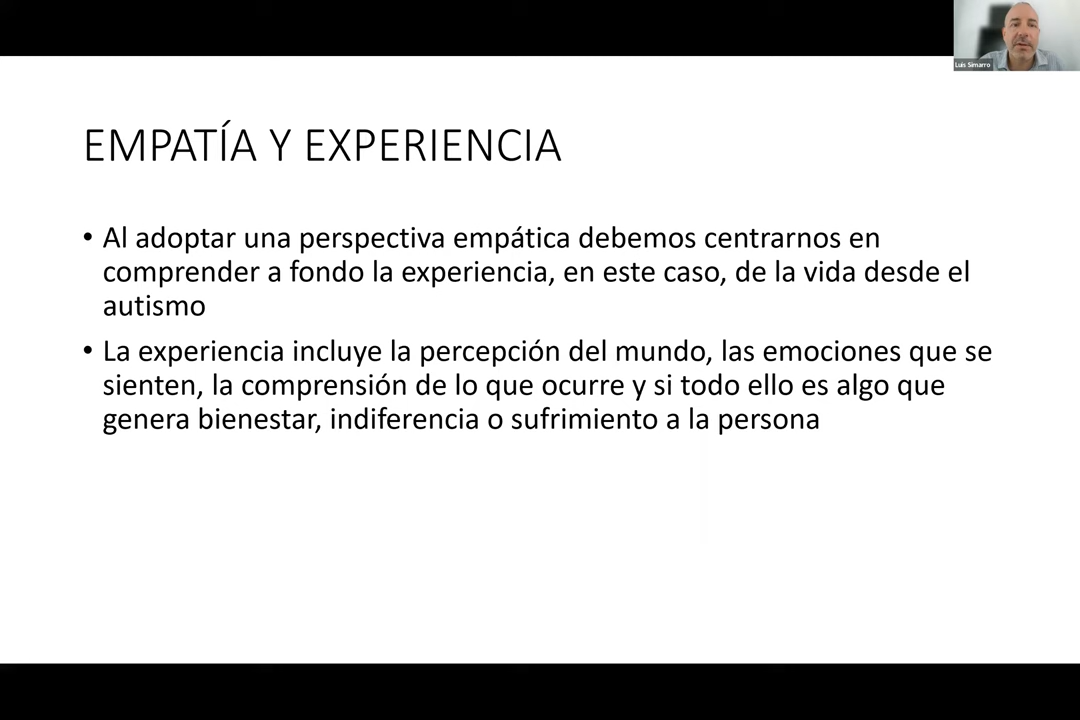 Luis Simarro
EMPATÍA Y EXPERIENCIA
• Al adoptar una perspectiva empática debemos centrarnos en
comprender a fondo la experiencia, en este caso, de la vida desde el
autismo
• La experiencia incluye la percepción del mundo, las emociones que se
sienten, la comprensión de lo que ocurre y si todo ello es algo que
genera bienestar, indiferencia o sufrimiento a la persona